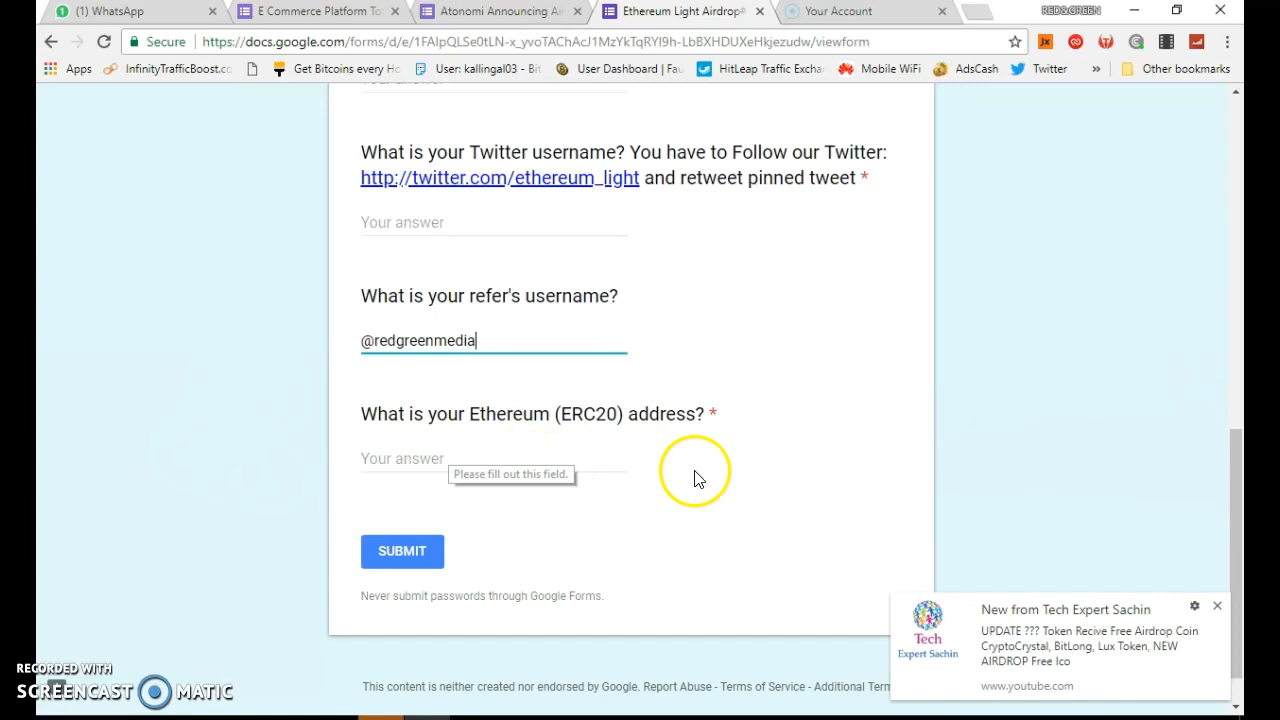 (1) WhatsApp
E Commerce Platform To
Atonomi Announcing Ai
Ethereum Light Airdrop
Your Account
RED&GREEN
Secure
https://docs.google.com/forms/d/e/1FAIpQLSe0tLN-x_yvoTAChAcJ1MzYkTqRYI9h-LbBXHDUXeHkjezudw/viewform
Apps
InfinityTrafficBoost.c
Get Bitcoins every Ho
User: kallingal03 - Bit
User Dashboard | Fau
HitLeap Traffic Excha
Mobile WiFi
AdsCash
Twitter
»
Other bookmarks
What is your Twitter username? You have to Follow our Twitter:
http://twitter.com/ethereum_light and retweet pinned tweet *
Your answer
What is your refer's username?
@redgreenmedia
What is your Ethereum (ERC20) address? *
Your answer
Please fill out this field.
SUBMIT
Never submit passwords through Google Forms.
New from Tech Expert Sachin
UPDATE ??? Token Recive Free Airdrop Coin
CryptoCrystal, BitLong, Lux Token, NEW
AIRDROP Free Ico
www.youtube.com
Tech
Expert Sachin
This content is neither created nor endorsed by Google. Report Abuse - Terms of Service - Additional Term
RECORDED WITH
SCREENCAST MATIC